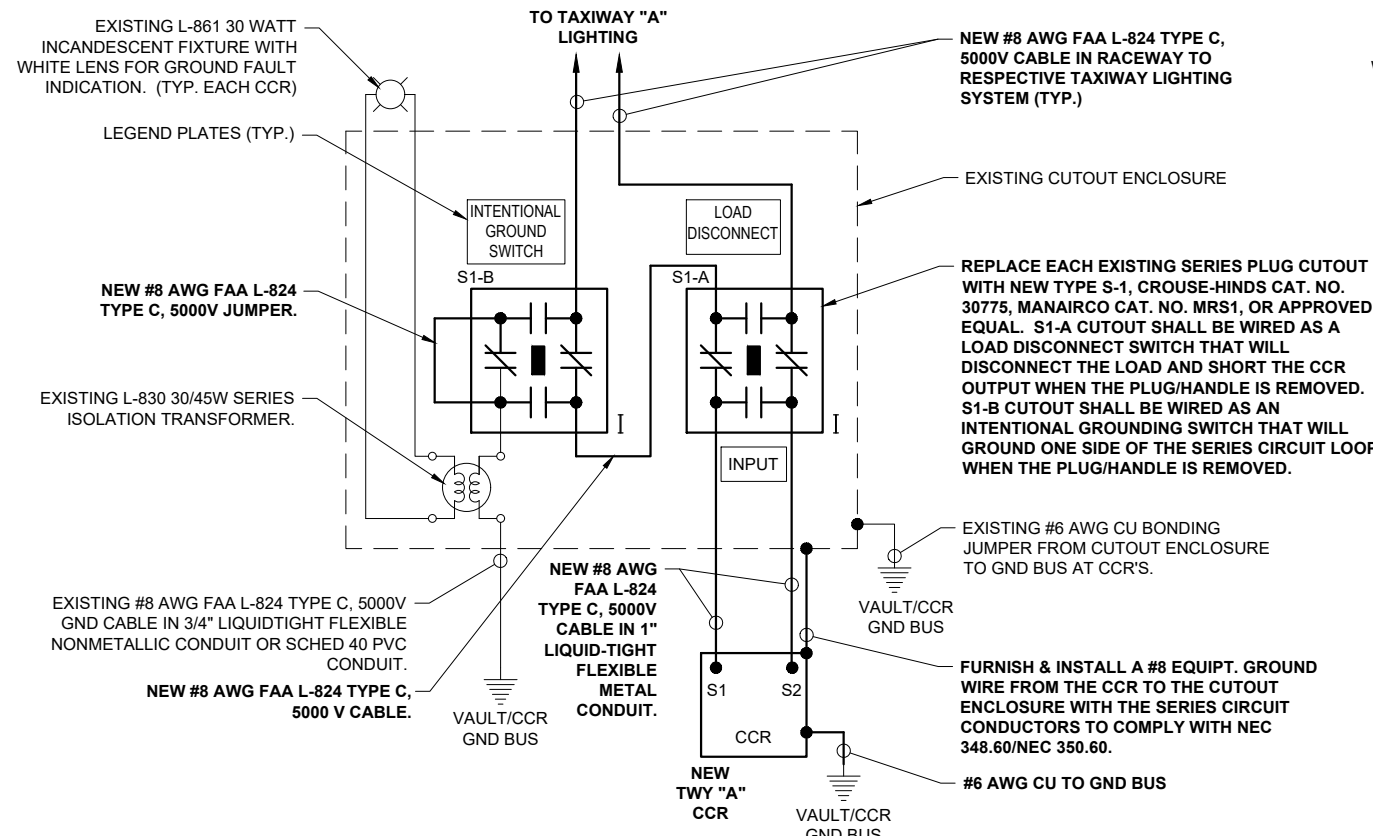 EXISTING L-861 30 WATT
INCANDESCENT FIXTURE WITH
WHITE LENS FOR GROUND FAULT
INDICATION. (TYP. EACH CCR)
LEGEND PLATES (TYP.)
TO TAXIWAY "A"
LIGHTING
NEW #8 AWG FAA L-824 TYPE C,
5000V CABLE IN RACEWAY TO
RESPECTIVE TAXIWAY LIGHTING
SYSTEM (TYP.)
EXISTING CUTOUT ENCLOSURE
INTENTIONAL
GROUND
SWITCH
LOAD
DISCONNECT
S1-B
S1-A
NEW #8 AWG FAA L-824
TYPE C, 5000V JUMPER.
REPLACE EACH EXISTING SERIES PLUG CUTOUT
WITH NEW TYPE S-1, CROUSE-HINDS CAT. NO.
30775, MANAIRCO CAT. NO. MRS1, OR APPROVED
EQUAL. S1-A CUTOUT SHALL BE WIRED AS A
LOAD DISCONNECT SWITCH THAT WILL
DISCONNECT THE LOAD AND SHORT THE CCR
OUTPUT WHEN THE PLUG/HANDLE IS REMOVED.
S1-B CUTOUT SHALL BE WIRED AS AN
INTENTIONAL GROUNDING SWITCH THAT WILL
GROUND ONE SIDE OF THE SERIES CIRCUIT LOOP
WHEN THE PLUG/HANDLE IS REMOVED.
EXISTING L-830 30/45W SERIES
ISOLATION TRANSFORMER.
I
I
INPUT
EXISTING #6 AWG CU BONDING
JUMPER FROM CUTOUT ENCLOSURE
TO GND BUS AT CCR'S.
VAULT/CCR
GND BUS
EXISTING #8 AWG FAA L-824 TYPE C, 5000V
GND CABLE IN 3/4" LIQUIDTIGHT FLEXIBLE
NONMETALLIC CONDUIT OR SCHED 40 PVC
CONDUIT.
NEW #8 AWG FAA L-824 TYPE C,
5000 V CABLE.
VAULT/CCR
GND BUS
NEW #8 AWG
FAA L-824
TYPE C, 5000V
CABLE IN 1"
LIQUID-TIGHT
FLEXIBLE
METAL
CONDUIT.
S1
S2
CCR
NEW
TWY "A"
CCR
FURNISH & INSTALL A #8 EQUIPT. GROUND
WIRE FROM THE CCR TO THE CUTOUT
ENCLOSURE WITH THE SERIES CIRCUIT
CONDUCTORS TO COMPLY WITH NEC
348.60/NEC 350.60.
#6 AWG CU TO GND BUS
VAULT/CCR
GND BUS